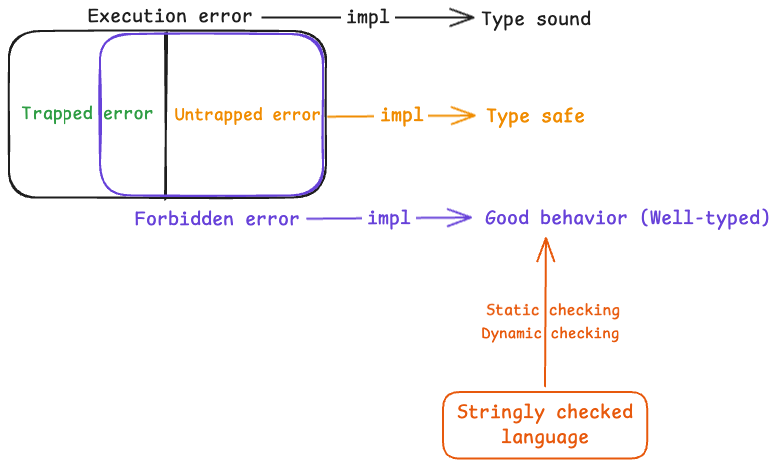 Execution error impl Type sound
Trapped error Untrapped error impl Type safe
Forbidden error impl Good behavior (Well-typed)
Static checking
Dynamic checking
Stringly checked
language